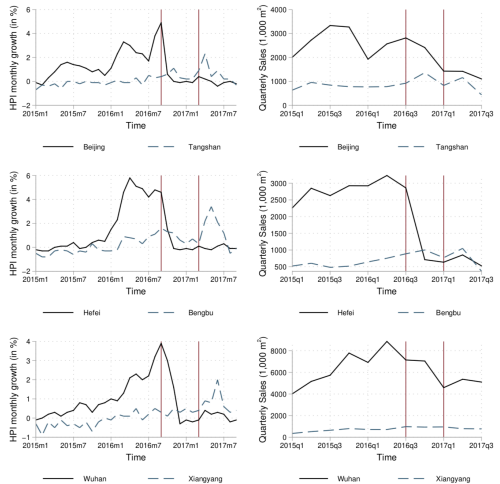 HPI monthly growth (in %)
6
4
2
0
−2
2015m1 2015m7 2016m1 2016m7 2017m1 2017m7
Time
Beijing Tangshan
Quarterly Sales (1,000 m²)
4000
3000
2000
1000
0
2015q1 2015q3 2016q1 2016q3 2017q1 2017q3
Time
Beijing Tangshan
HPI monthly growth (in %)
6
4
2
0
−2
2015m1 2015m7 2016m1 2016m7 2017m1 2017m7
Time
Hefei Bengbu
Quarterly Sales (1,000 m²)
3000
2500
2000
1500
1000
500
2015q1 2015q3 2016q1 2016q3 2017q1 2017q3
Time
Hefei Bengbu
HPI monthly growth (in %)
4
3
2
1
0
−1
2015m1 2015m7 2016m1 2016m7 2017m1 2017m7
Time
Wuhan Xiangyang
Quarterly Sales (1,000 m²)
8000
6000
4000
2000
0
2015q1 2015q3 2016q1 2016q3 2017q1 2017q3
Time
Wuhan Xiangyang